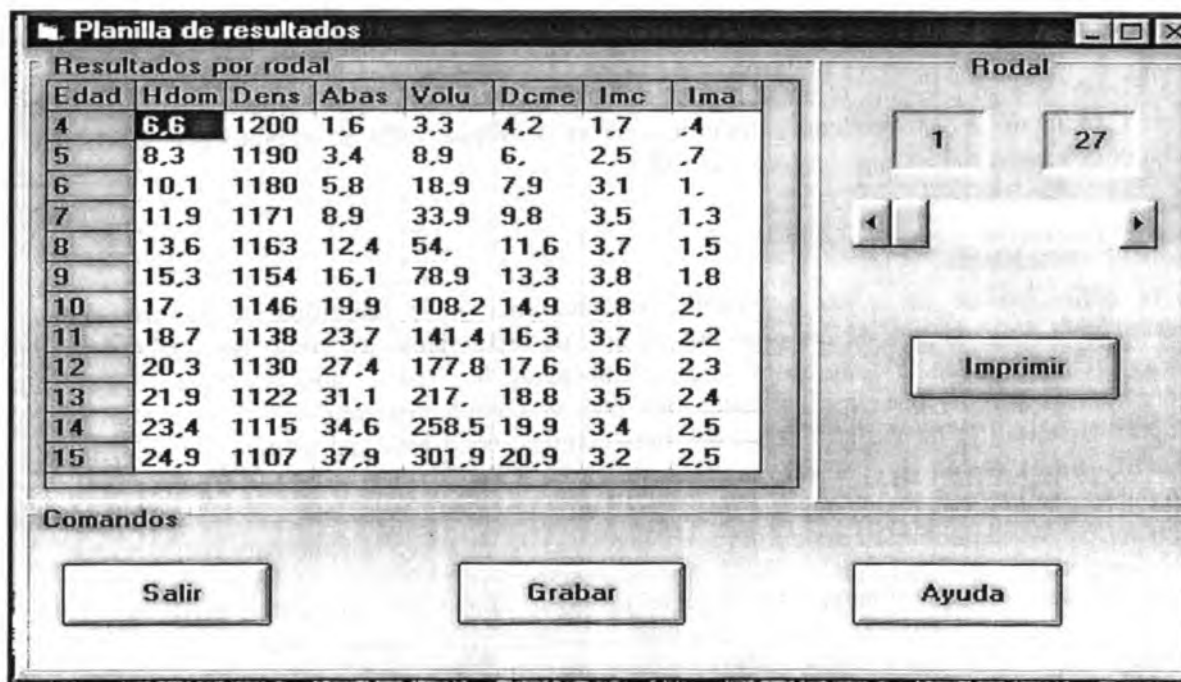 Planilla de resultados
Resultados por rodal
Edad Hdom Dens Abas Volu Dcme Imc Ima
4 6,6 1200 1,6 3,3 4,2 1,7 ,4
5 8,3 1190 3,4 8,9 6, 2,5 ,7
6 10,1 1180 5,8 18,9 7,9 3,1 1,
7 11,9 1171 8,9 33,9 9,8 3,5 1,3
8 13,6 1163 12,4 54, 11,6 3,7 1,5
9 15,3 1154 16,1 78,9 13,3 3,8 1,8
10 17, 1146 19,9 108,2 14,9 3,8 2,
11 18,7 1138 23,7 141,4 16,3 3,7 2,2
12 20,3 1130 27,4 177,8 17,6 3,6 2,3
13 21,9 1122 31,1 217, 18,8 3,5 2,4
14 23,4 1115 34,6 258,5 19,9 3,4 2,5
15 24,9 1107 37,9 301,9 20,9 3,2 2,5
Rodal
1 27
Imprimir
Comandos
Salir Grabar Ayuda